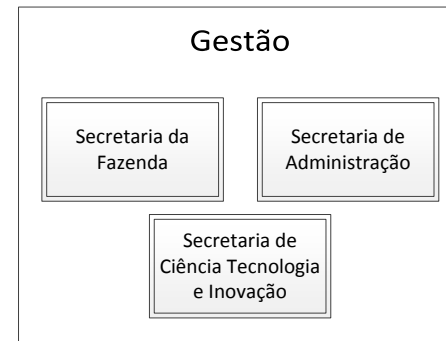 Gestão
Secretaria da
Fazenda
Secretaria de
Administração
Secretaria de
Ciência Tecnologia
e Inovação